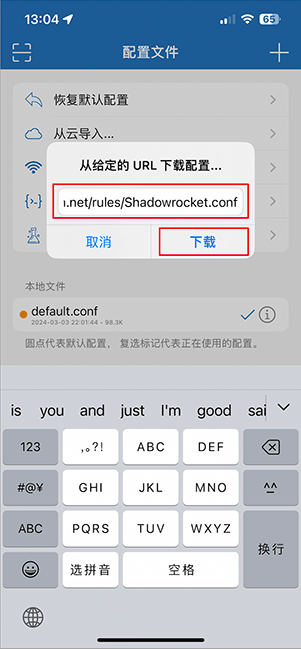 13:04
65
配置文件
恢复默认配置
从云导入...
从给定的 URL 下载配置...
.net/rules/Shadowrocket.conf
取消
下载
本地文件
default.conf
2024-03-03 22:01:44 - 98.3K
圆点代表默认配置，复选标记代表正在使用的配置。
is you and just I'm good sai
123 ,。?! ABC DEF
#@¥ GHI JKL MNO ^^
ABC PQRS TUV WXYZ
换行
选拼音 空格